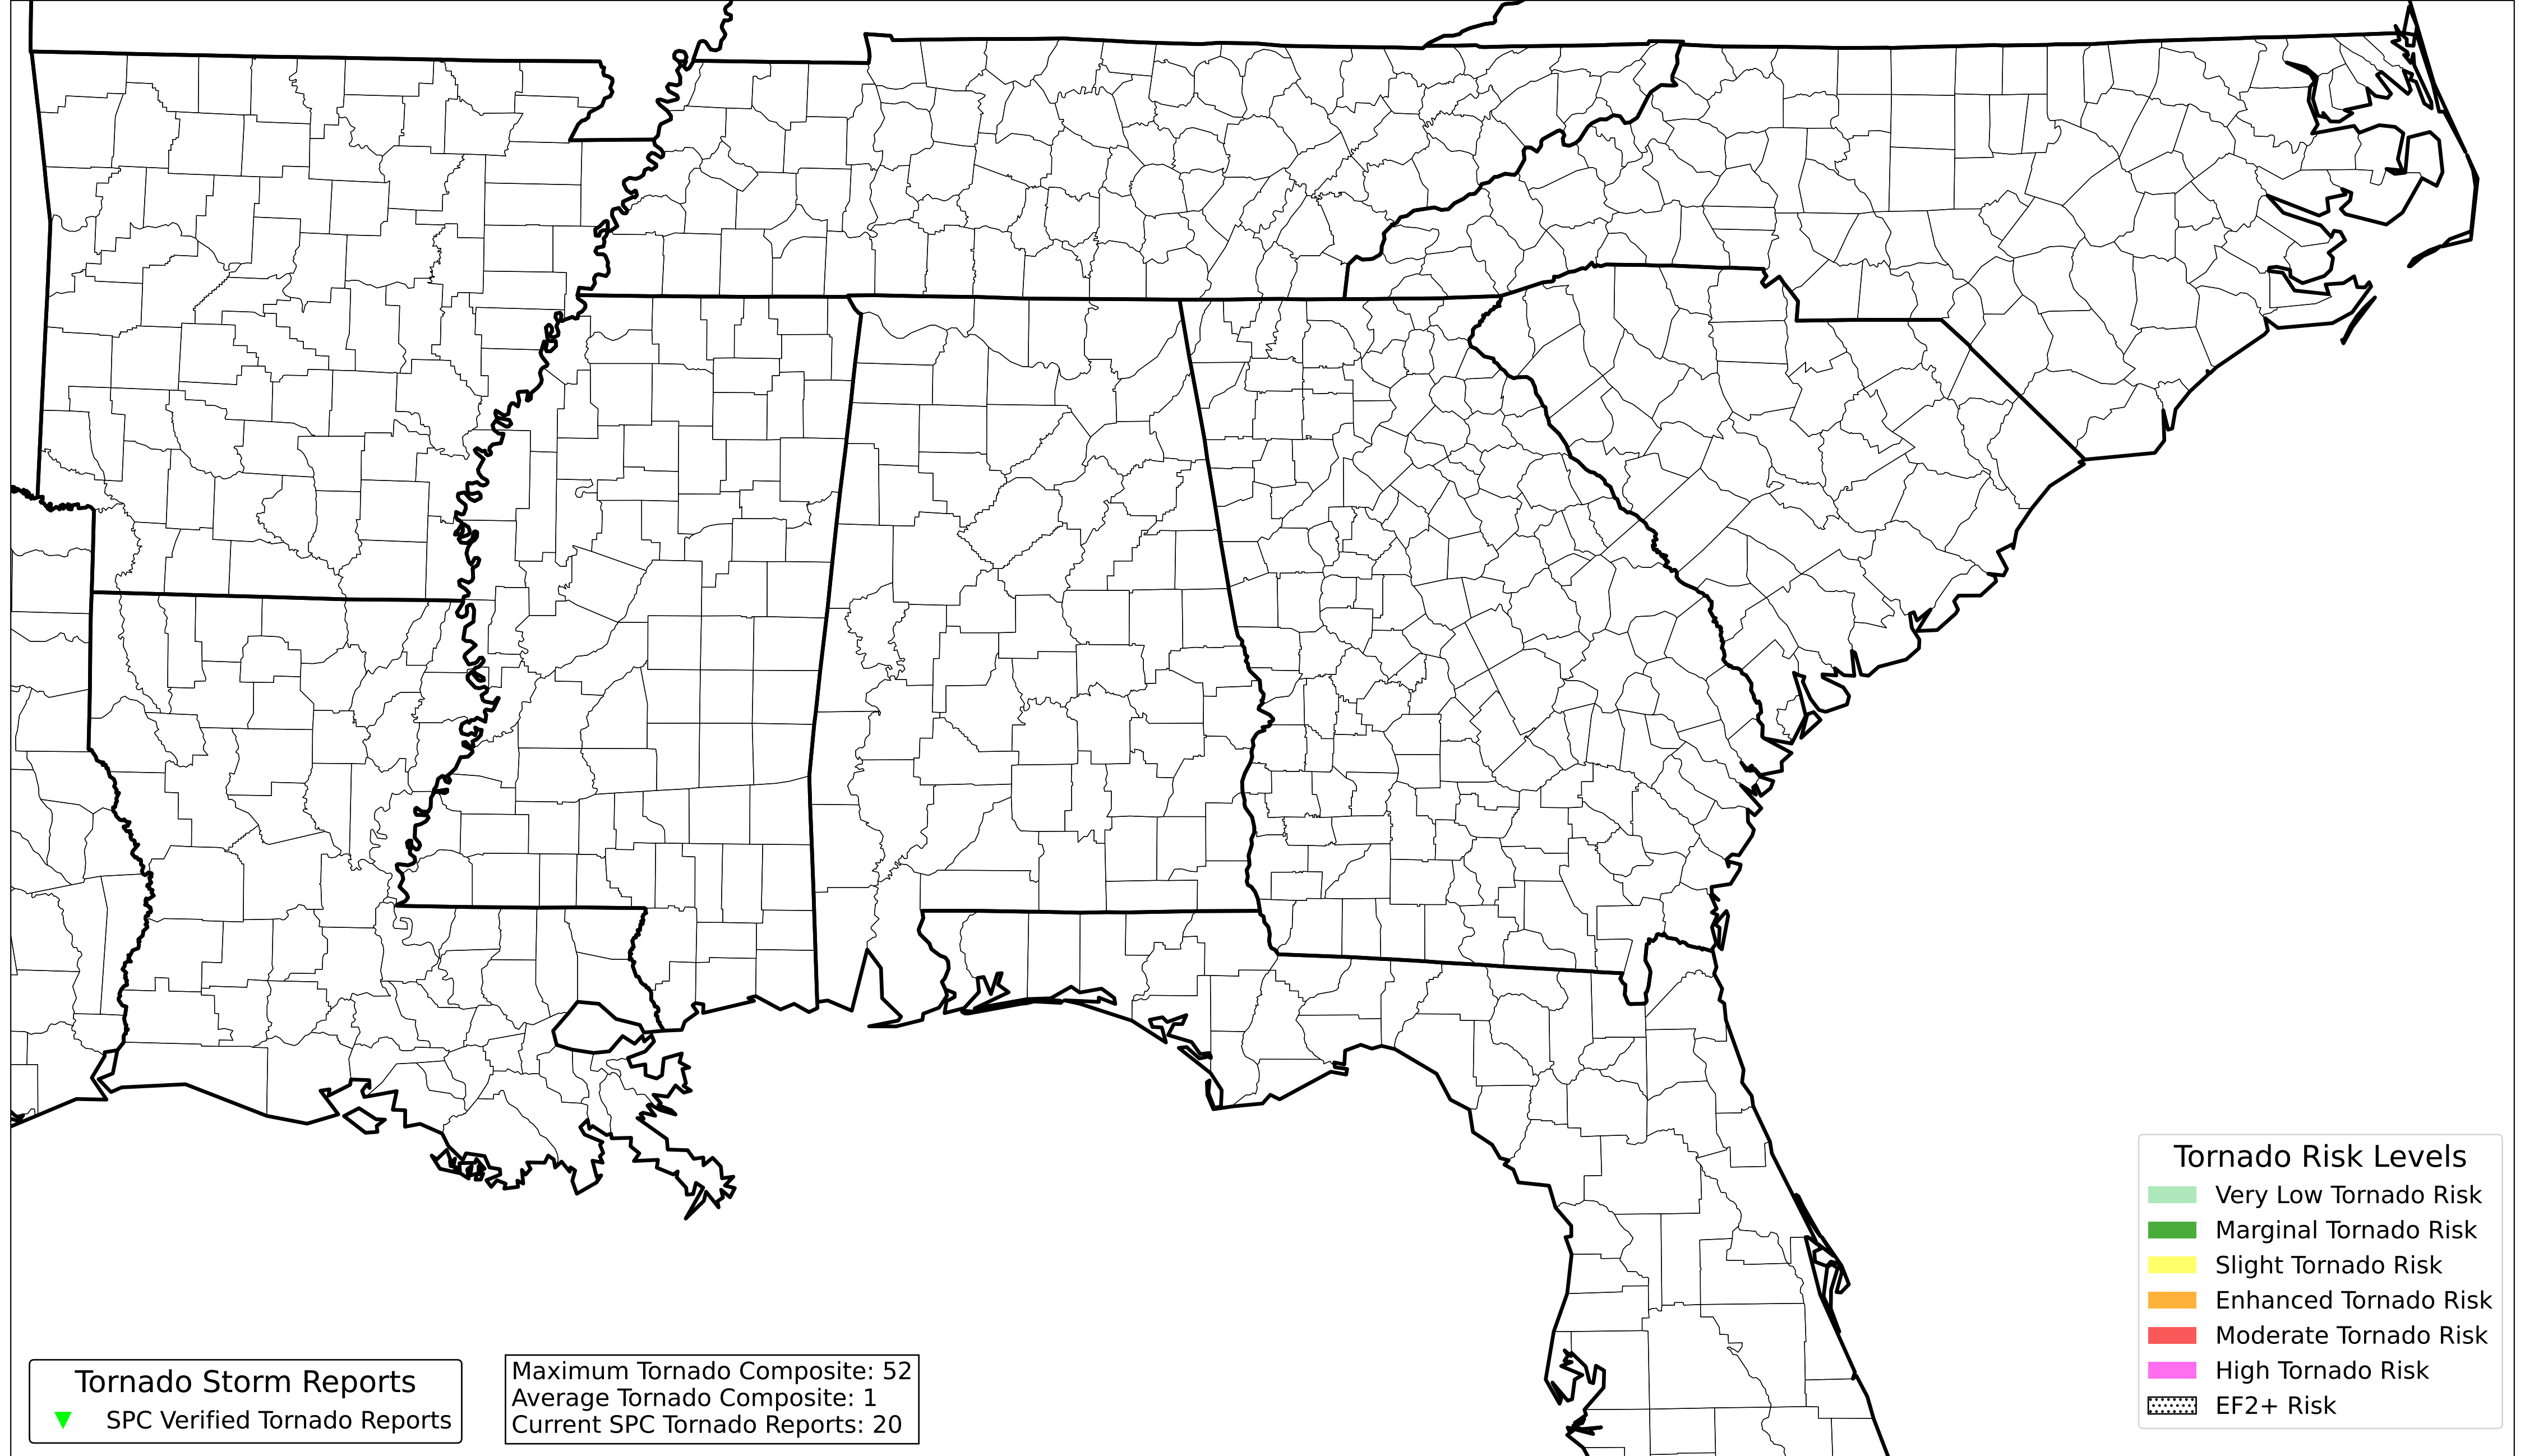 Tornado Storm Reports
SPC Verified Tornado Reports
Maximum Tornado Composite: 52
Average Tornado Composite: 1
Current SPC Tornado Reports: 20
Tornado Risk Levels
Very Low Tornado Risk
Marginal Tornado Risk
Slight Tornado Risk
Enhanced Tornado Risk
Moderate Tornado Risk
High Tornado Risk
EF2+ Risk